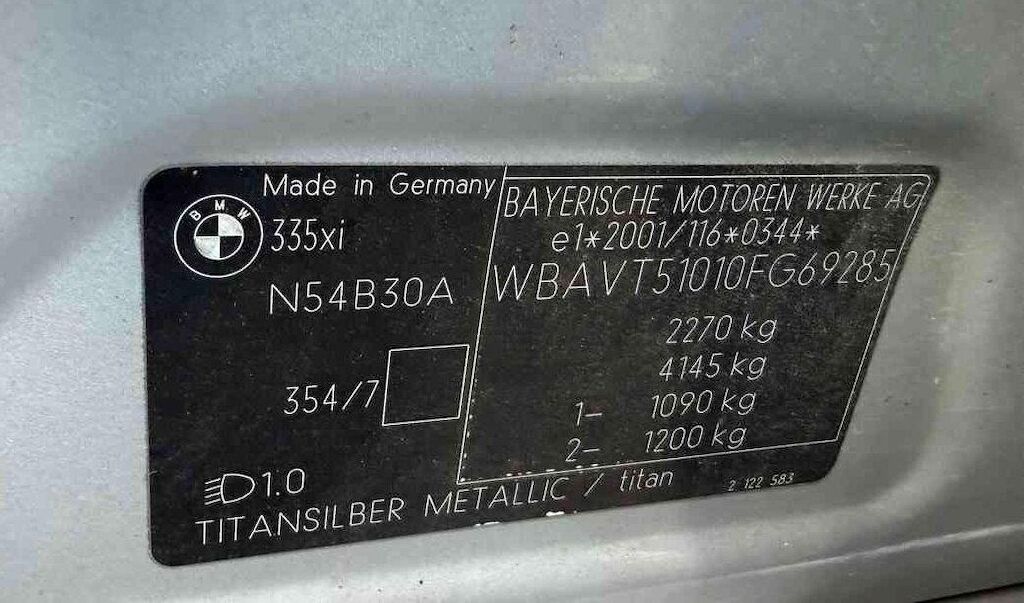 Made in Germany
BMW
335xi
N54B30A
354/7
1.0
TITANSILBER METALLIC / titan
BAYERISCHE MOTOREN WERKE AG
e1*2001/116*0344*
WBAVT51010FG69285
2270 kg
4145 kg
1- 1090 kg
2- 1200 kg
2 122 583